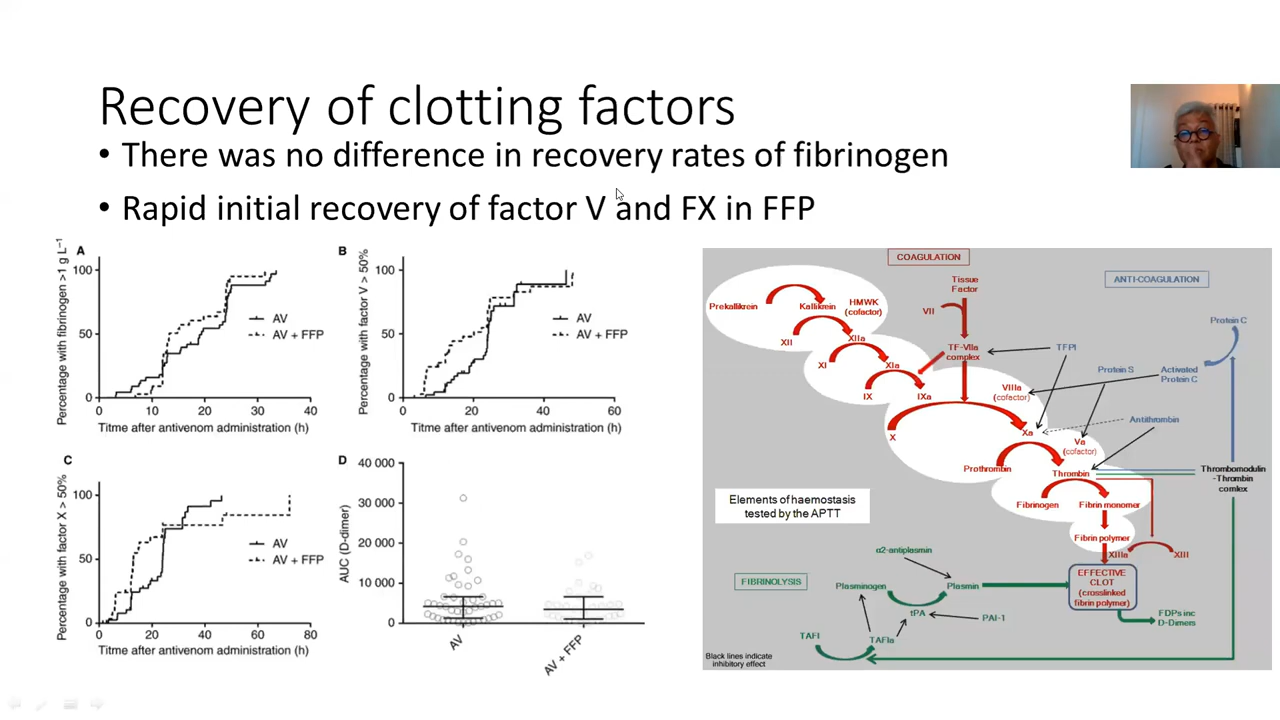 Recovery of clotting factors
• There was no difference in recovery rates of fibrinogen
• Rapid initial recovery of factor V and FX in FFP
A
Percentage with fibrinogen >1 g L⁻¹
100
50
0
AV
AV + FFP
0 10 20 30 40
Titme after antivenom administration (h)
B
Percentage with factor V > 50%
100
50
0
AV
AV + FFP
0 20 40 60
Titme after antivenom administration (h)
C
Percentage with factor X > 50%
100
50
0
AV
AV + FFP
0 20 40 60 80
Titme after antivenom administration (h)
D
AUC (D-dimer)
40 000
30 000
20 000
10 000
0
AV
AV + FFP
COAGULATION
ANTI-COAGULATION
Tissue
Factor
VII
TF-VIIa
complex
TFPI
Protein C
Protein S
Activated
Protein C
Antithrombin
Prekallikrein
Kallikrein
HMWK
(cofactor)
XII
XIIa
XI
XIa
IX
IXa
VIIIa
(cofactor)
X
Xa
Va
(cofactor)
Prothrombin
Thrombin
Thrombomodulin
-Thrombin
comlex
Fibrinogen
Fibrin monomer
Fibrin polymer
XIIIa
XIII
Elements of haemostasis
tested by the APTT
EFFECTIVE
CLOT
(crosslinked
fibrin polymer)
FDPs inc
D-Dimers
FIBRINOLYSIS
α2-antiplasmin
Plasminogen
Plasmin
tPA
PAI-1
TAFI
TAFIa
Black lines indicate
inhibitory effect